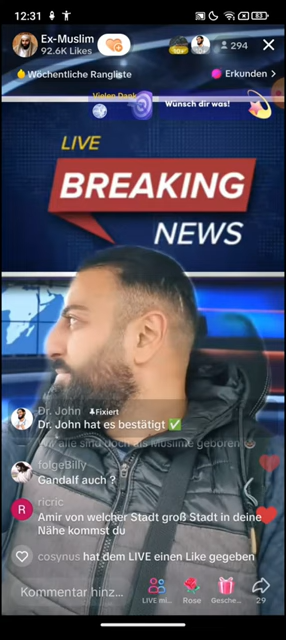 12:31
83
Ex-Muslim
92.6K Likes
294
Wöchentliche Rangliste
Erkunden >
Vielen Dank
Wünsch dir was!
LIVE
BREAKING
NEWS
Dr. John Fixiert
Dr. John hat es bestätigt ✅
alle sind doch als Muslime geboren
folgeBilly
Gandalf auch ?
R
ricric
Amir von welcher Stadt groß Stadt in deine
Nähe kommst du
cosynus hat dem LIVE einen Like gegeben
Kommentar hinz...
LIVE mi...
Rose
Gesche...
29